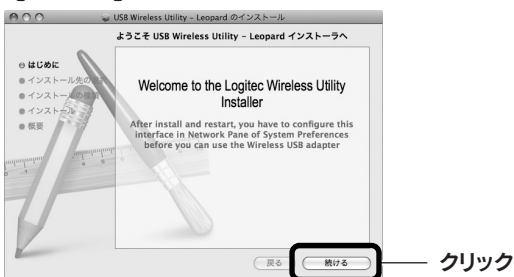 USB Wireless Utility – Leopard のインストール
ようこそ USB Wireless Utility – Leopard インストーラへ
はじめに
インストール先の
インストール
インストール
概要
Welcome to the Logitec Wireless Utility
Installer
After install and restart, you have to configure this
interface in Network Pane of System Preferences
before you can use the Wireless USB adapter
戻る
続ける
クリック